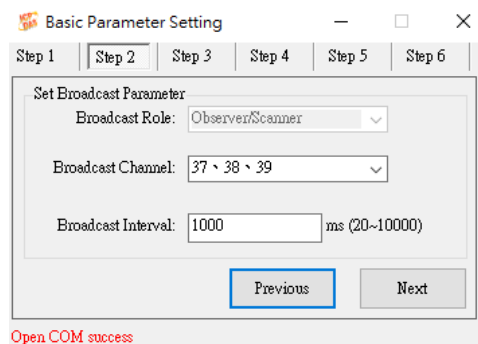 ICP DAS Basic Parameter Setting
Step 1 Step 2 Step 3 Step 4 Step 5 Step 6
Set Broadcast Parameter
Broadcast Role: Observer/Scanner
Broadcast Channel: 37、38、39
Broadcast Interval: 1000 ms (20~10000)
Previous Next
Open COM success